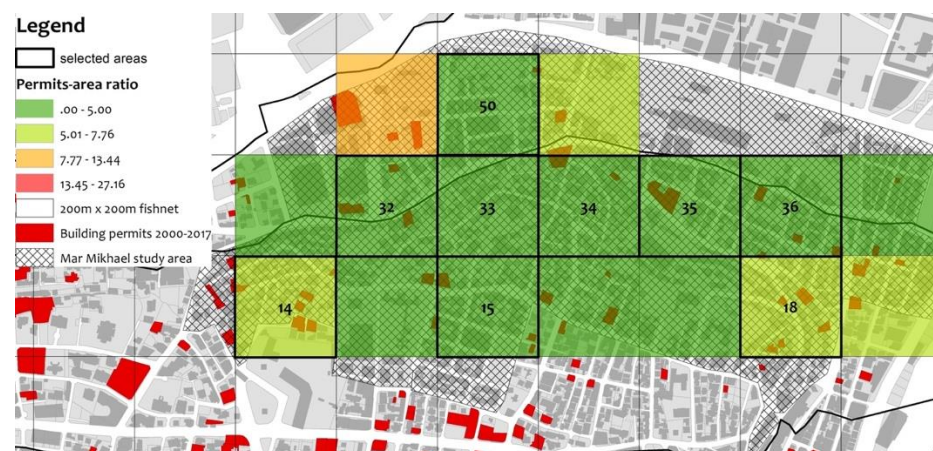 Legend
selected areas
Permits-area ratio
.00 - 5.00
5.01 - 7.76
7.77 - 13.44
13.45 - 27.16
200m x 200m fishnet
Building permits 2000-2017
Mar Mikhael study area
50
32
33
34
35
36
14
15
18